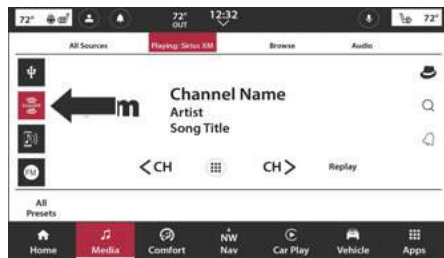 72° 72° OUT 12:32 72°
All Sources Playing: Sirius XM Browse Audio
m
Channel Name
Artist
Song Title
FM
<CH CH> Replay
All
Presets
NW
Home Media Comfort Nav Car Play Vehicle Apps